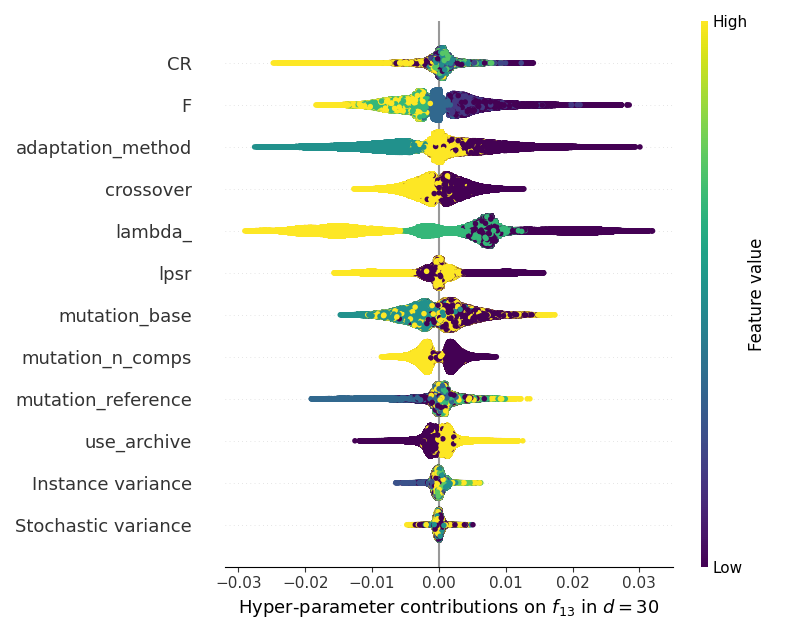 High
CR
F
adaptation_method
crossover
lambda_
lpsr
mutation_base
mutation_n_comps
mutation_reference
use_archive
Instance variance
Stochastic variance
Feature value
Low
−0.03 −0.02 −0.01 0.00 0.01 0.02 0.03
Hyper-parameter contributions on f₁₃ in d = 30